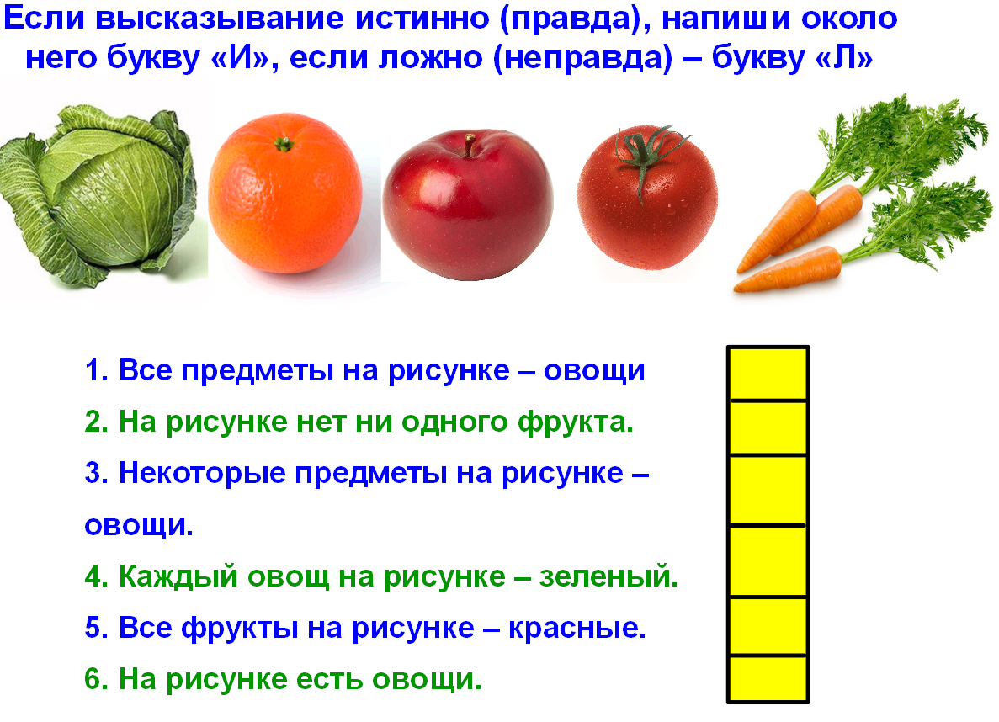 Если высказывание истинно (правда), напиши около
него букву «И», если ложно (неправда) – букву «Л»
1. Все предметы на рисунке – овощи
2. На рисунке нет ни одного фрукта.
3. Некоторые предметы на рисунке –
овощи.
4. Каждый овощ на рисунке – зеленый.
5. Все фрукты на рисунке – красные.
6. На рисунке есть овощи.